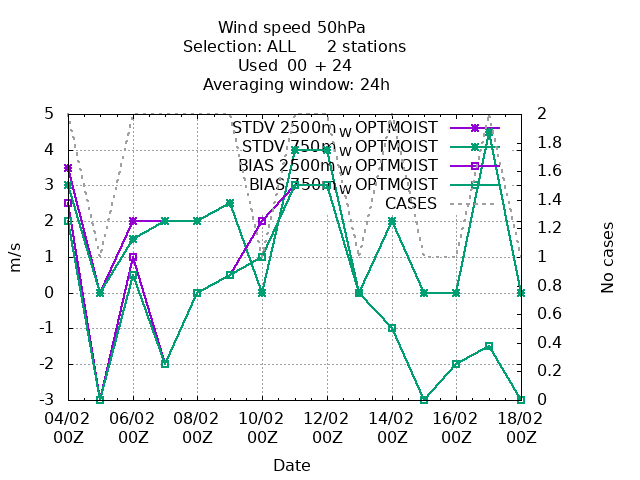 Wind speed 50hPa
Selection: ALL 2 stations
Used 00 + 24
Averaging window: 24h
STDV 2500m_W OPTMOIST
STDV 750m_W OPTMOIST
BIAS 2500m_W OPTMOIST
BIAS 750m_W OPTMOIST
CASES
m/s
5
4
3
2
1
0
-1
-2
-3
No cases
2
1.8
1.6
1.4
1.2
1
0.8
0.6
0.4
0.2
0
04/02 06/02 08/02 10/02 12/02 14/02 16/02 18/02
00Z 00Z 00Z 00Z 00Z 00Z 00Z 00Z
Date